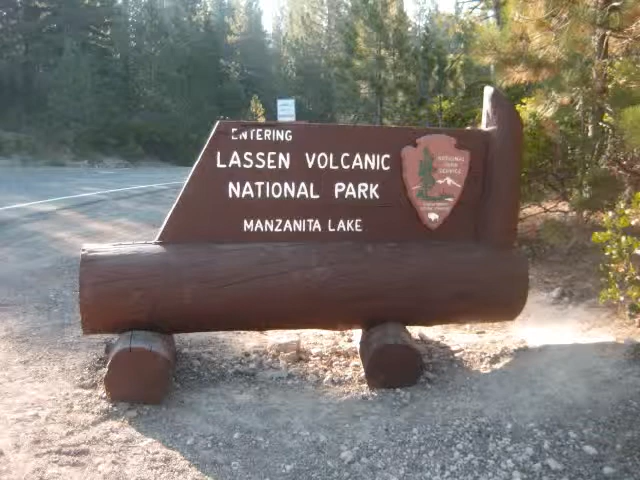 ENTERING
LASSEN VOLCANIC
NATIONAL PARK
MANZANITA LAKE
NATIONAL
PARK
SERVICE